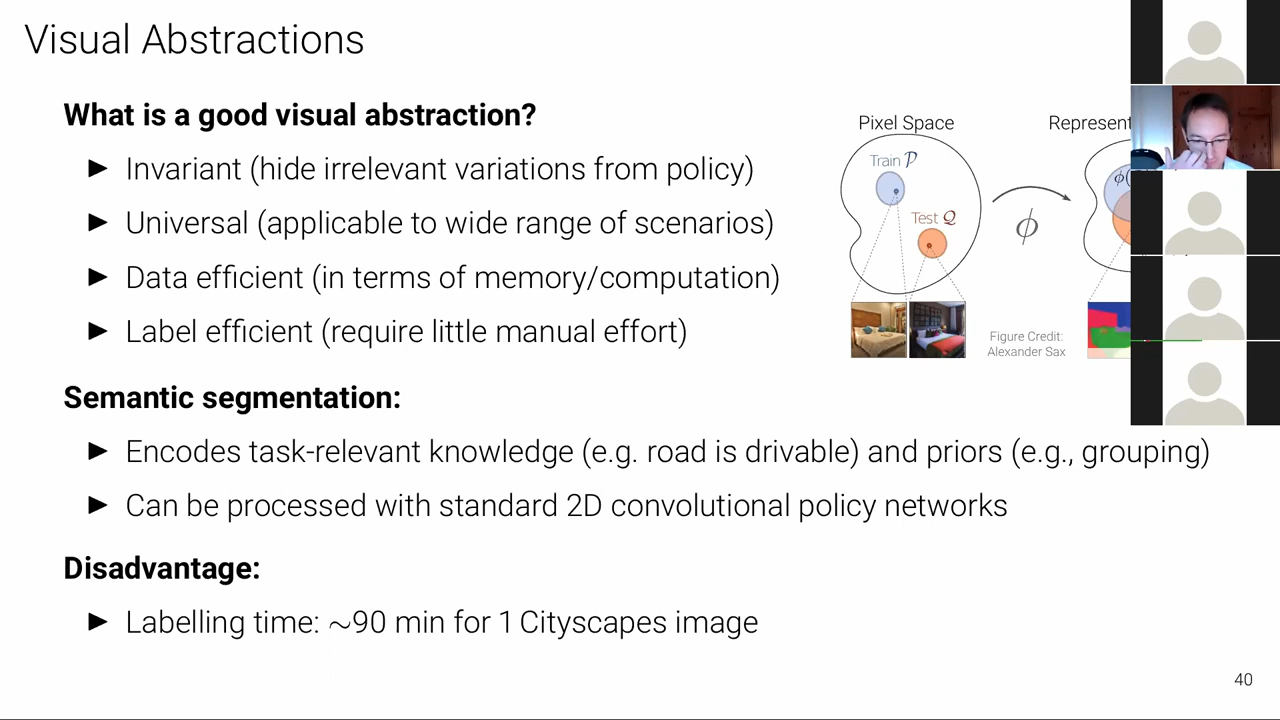 Visual Abstractions
What is a good visual abstraction?
► Invariant (hide irrelevant variations from policy)
► Universal (applicable to wide range of scenarios)
► Data efficient (in terms of memory/computation)
► Label efficient (require little manual effort)
Pixel Space
Train 𝒫
Test 𝒬
ϕ
Represent
ϕ(
Figure Credit:
Alexander Sax
Semantic segmentation:
► Encodes task-relevant knowledge (e.g. road is drivable) and priors (e.g., grouping)
► Can be processed with standard 2D convolutional policy networks
Disadvantage:
► Labelling time: ∼90 min for 1 Cityscapes image
40